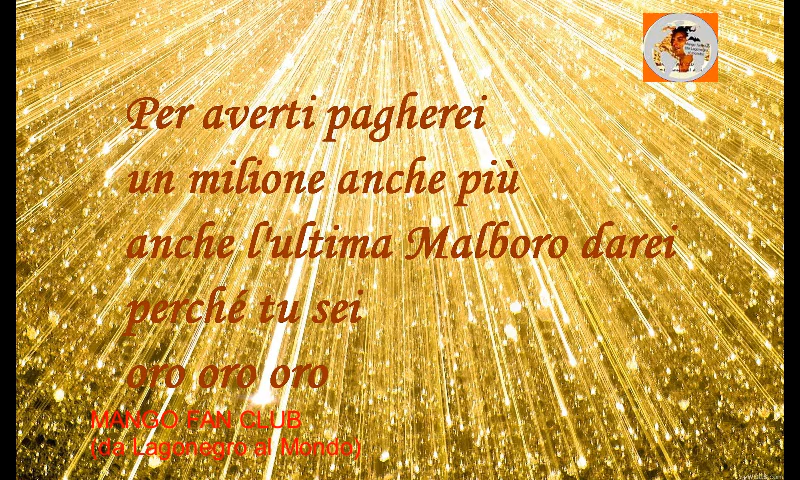 Per averti pagherei
un milione anche più
anche l'ultima Malboro darei
perché tu sei
oro oro oro
MANGO FAN CLUB
(da Lagonegro al Mondo)